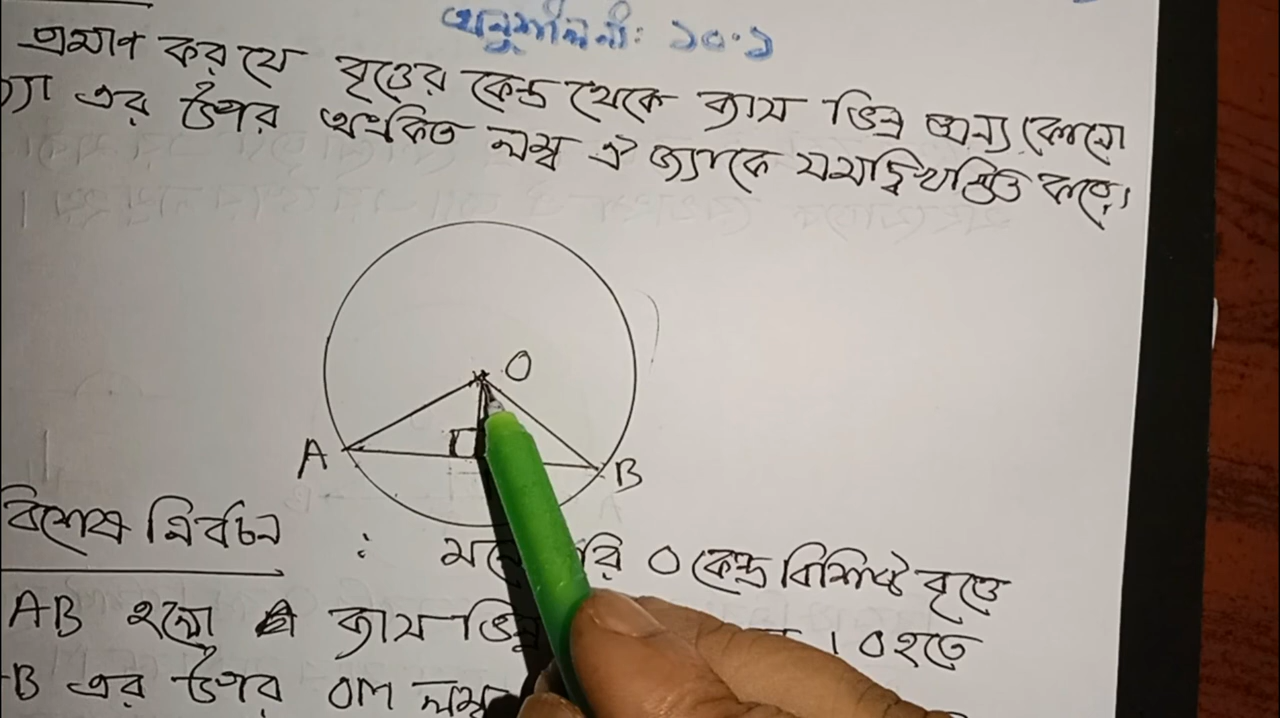 অনুশীলনী: ১০.১
প্রমাণ কর যে বৃত্তের কেন্দ্র থেকে ব্যাস ভিন্ন অন্য কোনো
জ্যা এর উপর অংকিত লম্ব ঐ জ্যাকে সমদ্বিখণ্ডিত করে।
O
A
B
বিশেষ নির্বচন : O কেন্দ্র বিশিষ্ট বৃত্তে
AB হলো ব্যাস ভিন্ন । O হতে
B এর উপর OM লম্ব